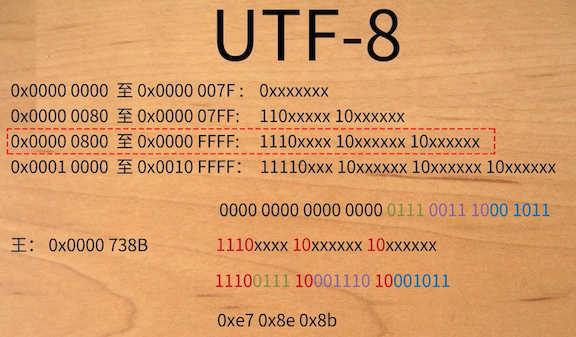 UTF-8
0x0000 0000 至 0x0000 007F： 0xxxxxxx
0x0000 0080 至 0x0000 07FF： 110xxxxx 10xxxxxx
0x0000 0800 至 0x0000 FFFF： 1110xxxx 10xxxxxx 10xxxxxx
0x0001 0000 至 0x0010 FFFF： 11110xxx 10xxxxxx 10xxxxxx 10xxxxxx
0000 0000 0000 0000 0111 0011 1000 1011
王： 0x0000 738B 1110xxxx 10xxxxxx 10xxxxxx
11100111 10001110 10001011
0xe7 0x8e 0x8b